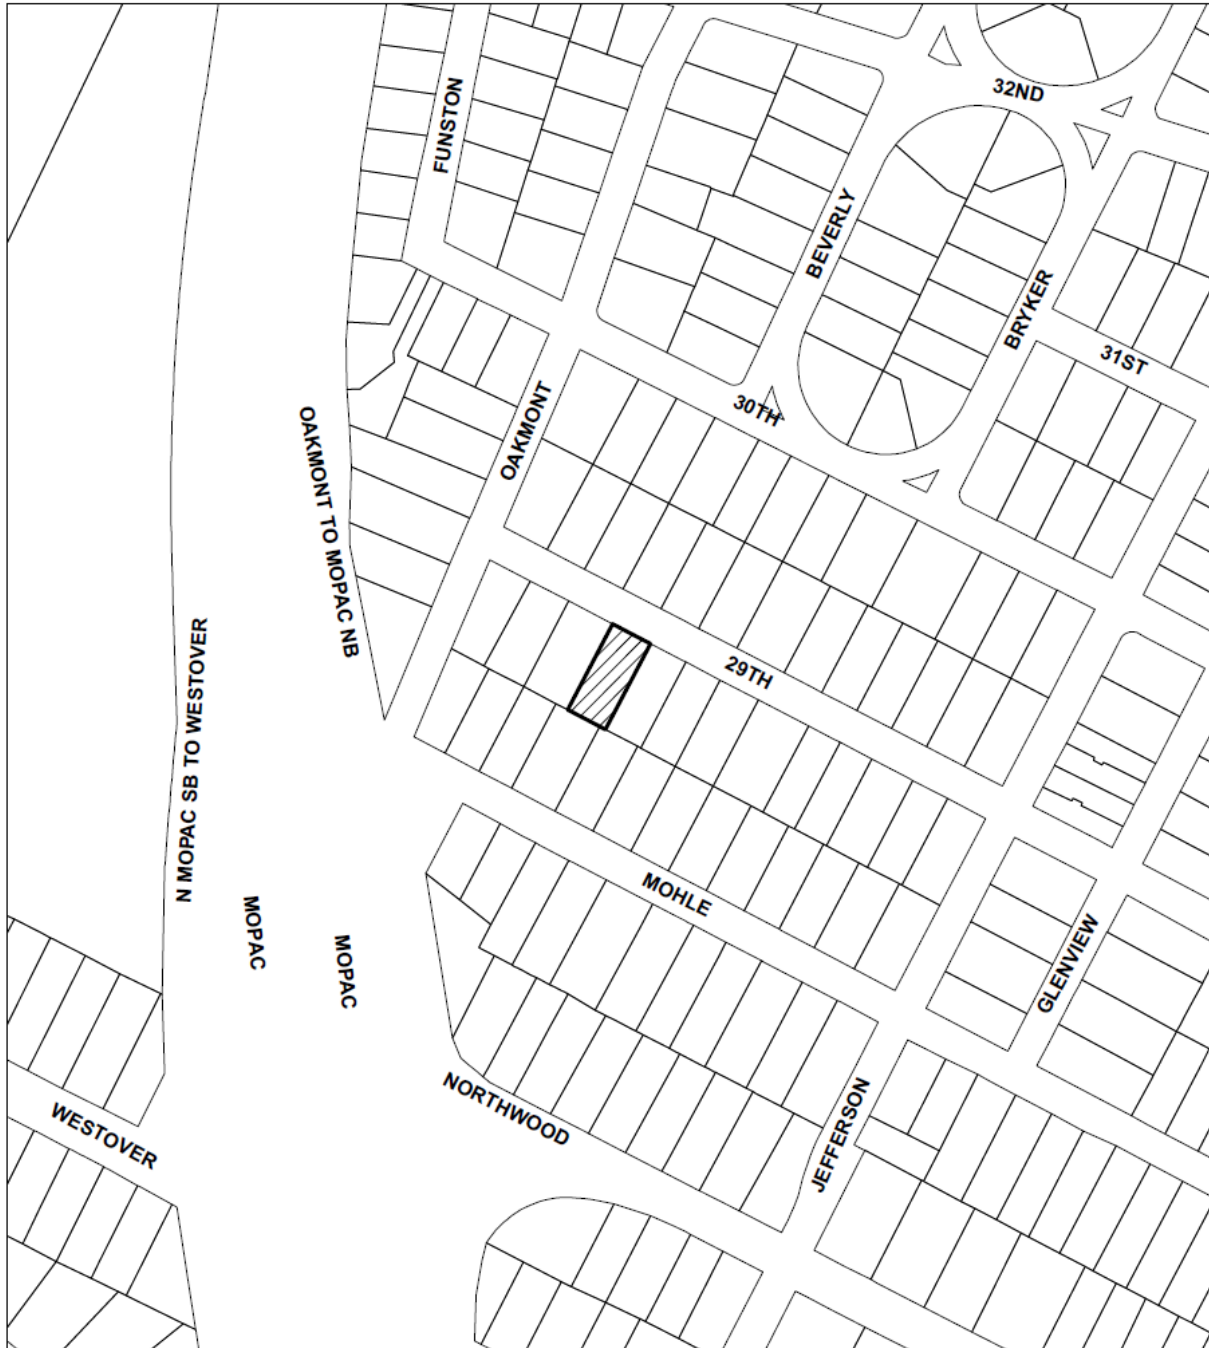 32ND
FUNSTON
BEVERLY
BRYKER
31ST
30TH
OAKMONT
OAKMONT TO MOPAC NB
29TH
N MOPAC SB TO WESTOVER
MOHLE
MOPAC
MOPAC
GLENVIEW
NORTHWOOD
JEFFERSON
WESTOVER